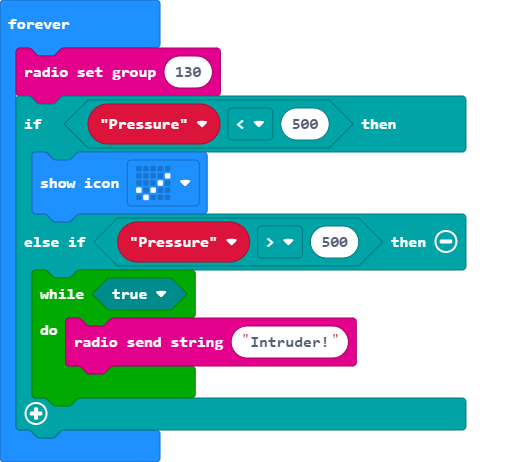 forever
radio set group 130
if "Pressure" < 500 then
show icon
else if "Pressure" > 500 then
while true
do
radio send string "Intruder!"